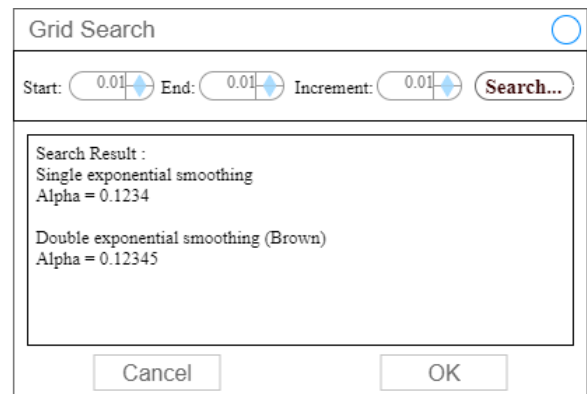 Grid Search
Start: 0.01 End: 0.01 Increment: 0.01 Search...
Search Result :
Single exponential smoothing
Alpha = 0.1234
Double exponential smoothing (Brown)
Alpha = 0.12345
Cancel OK